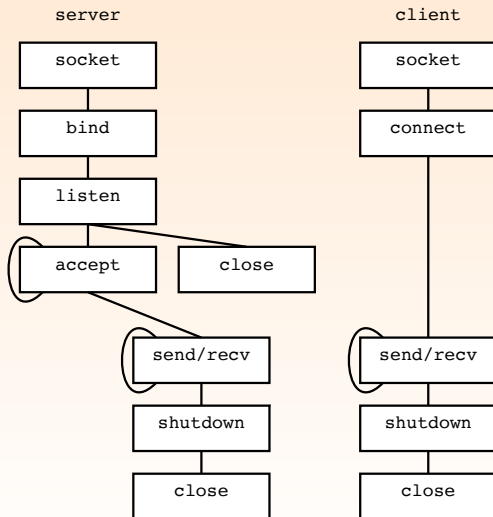 server
client
socket
socket
bind
connect
listen
accept
close
send/recv
send/recv
shutdown
shutdown
close
close